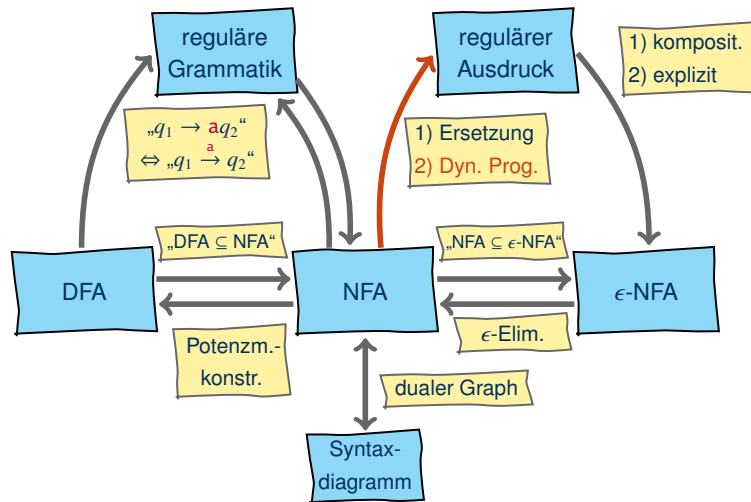 reguläre
Grammatik
regulärer
Ausdruck
1) komposit.
2) explizit
„q₁ → aq₂“
⇔ „q₁ →ᵃ q₂“
1) Ersetzung
2) Dyn. Prog.
„DFA ⊆ NFA“
„NFA ⊆ ϵ-NFA“
DFA
NFA
ϵ-NFA
Potenzm.-
konstr.
ϵ-Elim.
dualer Graph
Syntax-
diagramm